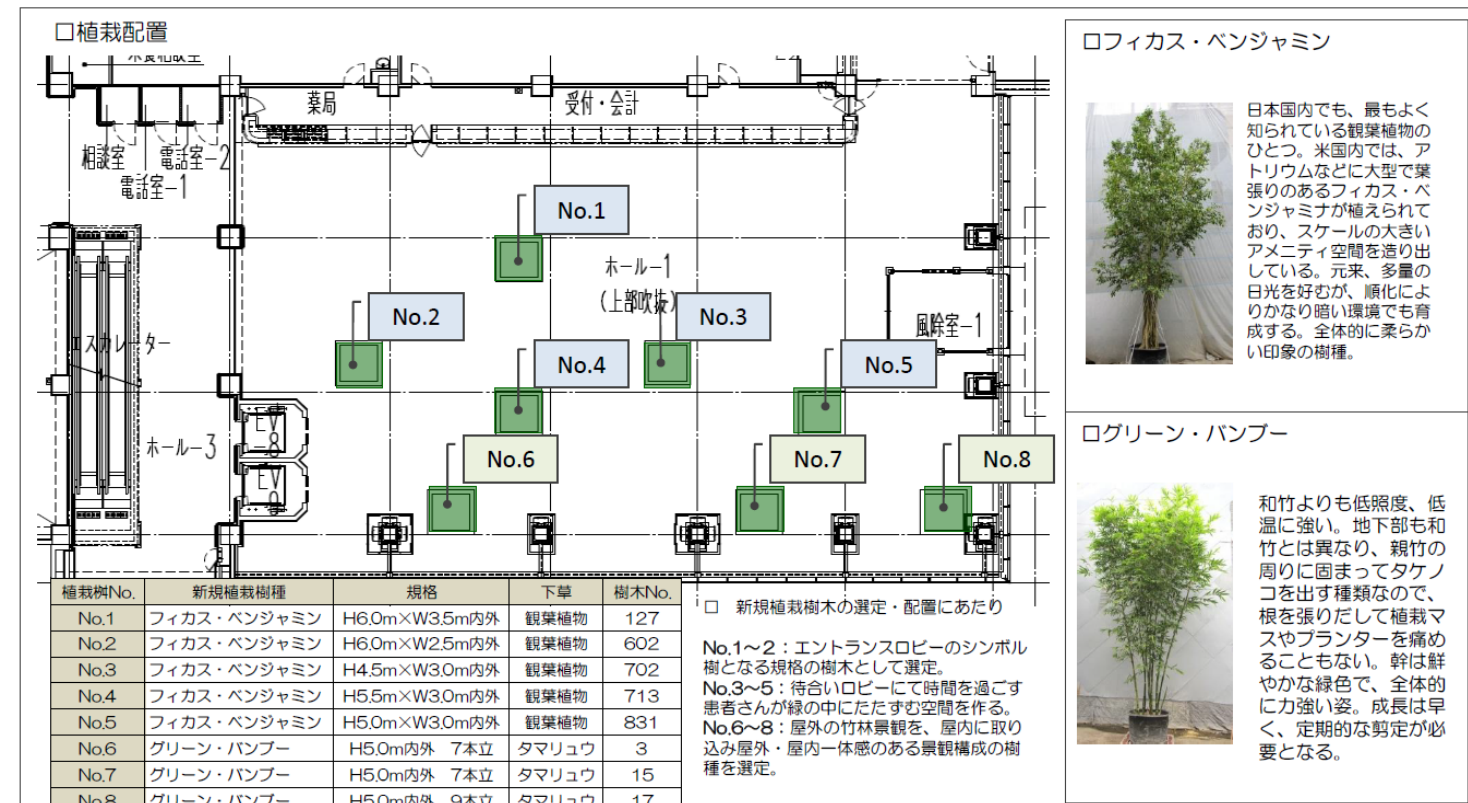 □植栽配置
薬局
受付・会計
相談室
電話室-2
電話室-1
No.1
ホール-1
(上部吹抜)
No.2
No.3
風除室-1
エスカレーター
No.4
No.5
ホール-3
EV
-8
No.6
No.7
No.8
EV
植栽桝No. 新規植栽樹種 規格 下草 樹木No.
No.1 フィカス・ベンジャミン H6.0m×W3.5m内外 観葉植物 127
No.2 フィカス・ベンジャミン H6.0m×W2.5m内外 観葉植物 602
No.3 フィカス・ベンジャミン H4.5m×W3.0m内外 観葉植物 702
No.4 フィカス・ベンジャミン H5.5m×W3.0m内外 観葉植物 713
No.5 フィカス・ベンジャミン H5.0m×W3.0m内外 観葉植物 831
No.6 グリーン・バンブー H5.0m内外 7本立 タマリュウ 3
No.7 グリーン・バンブー H5.0m内外 7本立 タマリュウ 15
No.8 グリーン・バンブー H5.0m内外 9本立 タマリュウ 17
□ 新規植栽樹木の選定・配置にあたり
No.1～2：エントランスロビーのシンボル
樹となる規格の樹木として選定。
No.3～5：待合いロビーにて時間を過ごす
患者さんが緑の中にたたずむ空間を作る。
No.6～8：屋外の竹林景観を、屋内に取り
込み屋外・屋内一体感のある景観構成の樹
種を選定。
□フィカス・ベンジャミン
日本国内でも、最もよく
知られている観葉植物の
ひとつ。米国内では、ア
トリウムなどに大型で葉
張りのあるフィカス・ベ
ンジャミナが植えられて
おり、スケールの大きい
アメニティ空間を造り出
している。元来、多量の
日光を好むが、順化によ
りかなり暗い環境でも育
成する。全体的に柔らか
い印象の樹種。
□グリーン・バンブー
和竹よりも低照度、低
温に強い。地下部も和
竹とは異なり、親竹の
周りに固まってタケノ
コを出す種類なので、
根を張りだして植栽マ
スやプランターを痛め
ることもない。幹は鮮
やかな緑色で、全体的
に力強い姿。成長は早
く、定期的な剪定が必
要となる。